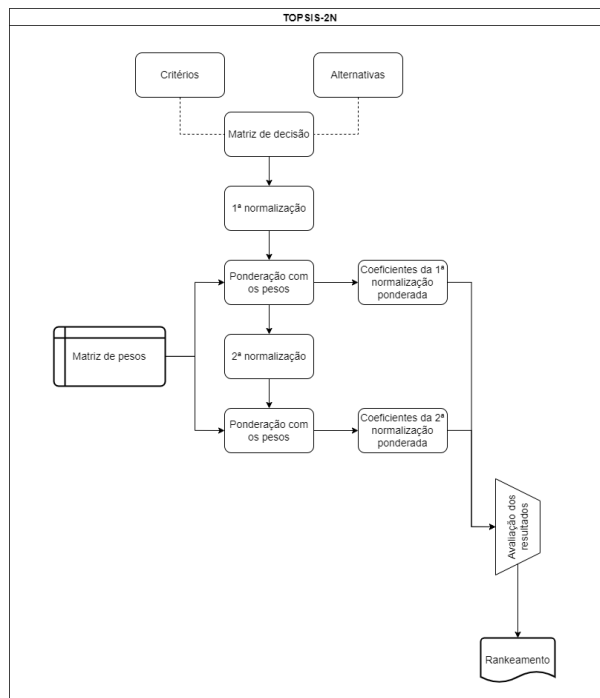 TOPSIS-2N
Critérios
Alternativas
Matriz de decisão
1ª normalização
Ponderação com
os pesos
Coeficientes da 1ª
normalização
ponderada
Matriz de pesos
2ª normalização
Ponderação com
os pesos
Coeficientes da 2ª
normalização
ponderada
Avaliação dos
resultados
Rankeamento